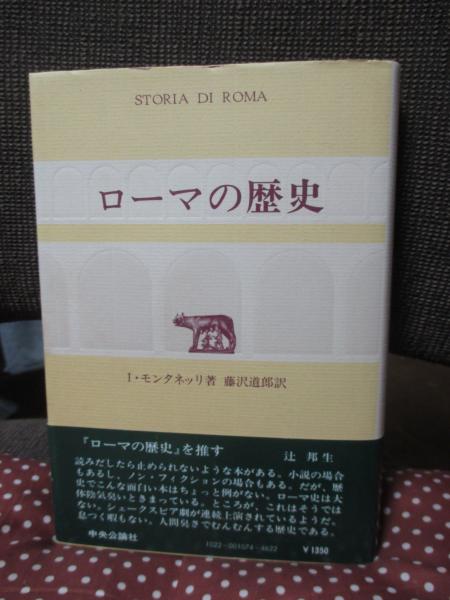 STORIA DI ROMA
ローマの歴史
I・モンタネッリ著 藤沢道郎訳
『ローマの歴史』を推す 辻 邦生
読みだしたら止められないような本がある。小説の場合
もあるし、ノン・フィクションの場合もある。だが、歴
史でこんな面白い本はちょっと例がない。ローマ史は大
体陰気臭いときまっている。ところが、これはそうでは
ない。シェークスピア劇が連続上演されているようだ。
息つく暇もない。人間臭さでむんむんする歴史である。
中央公論社 1022-001074-4622 ¥1350